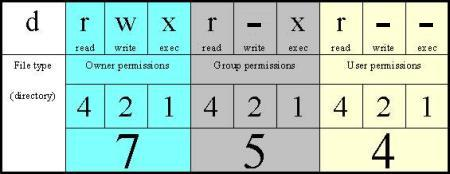 d r w x r - x r - -
read write exec read write exec read write exec
File type Owner permissions Group permissions User permissions
(directory)
4 2 1 4 2 1 4 2 1
7 5 4